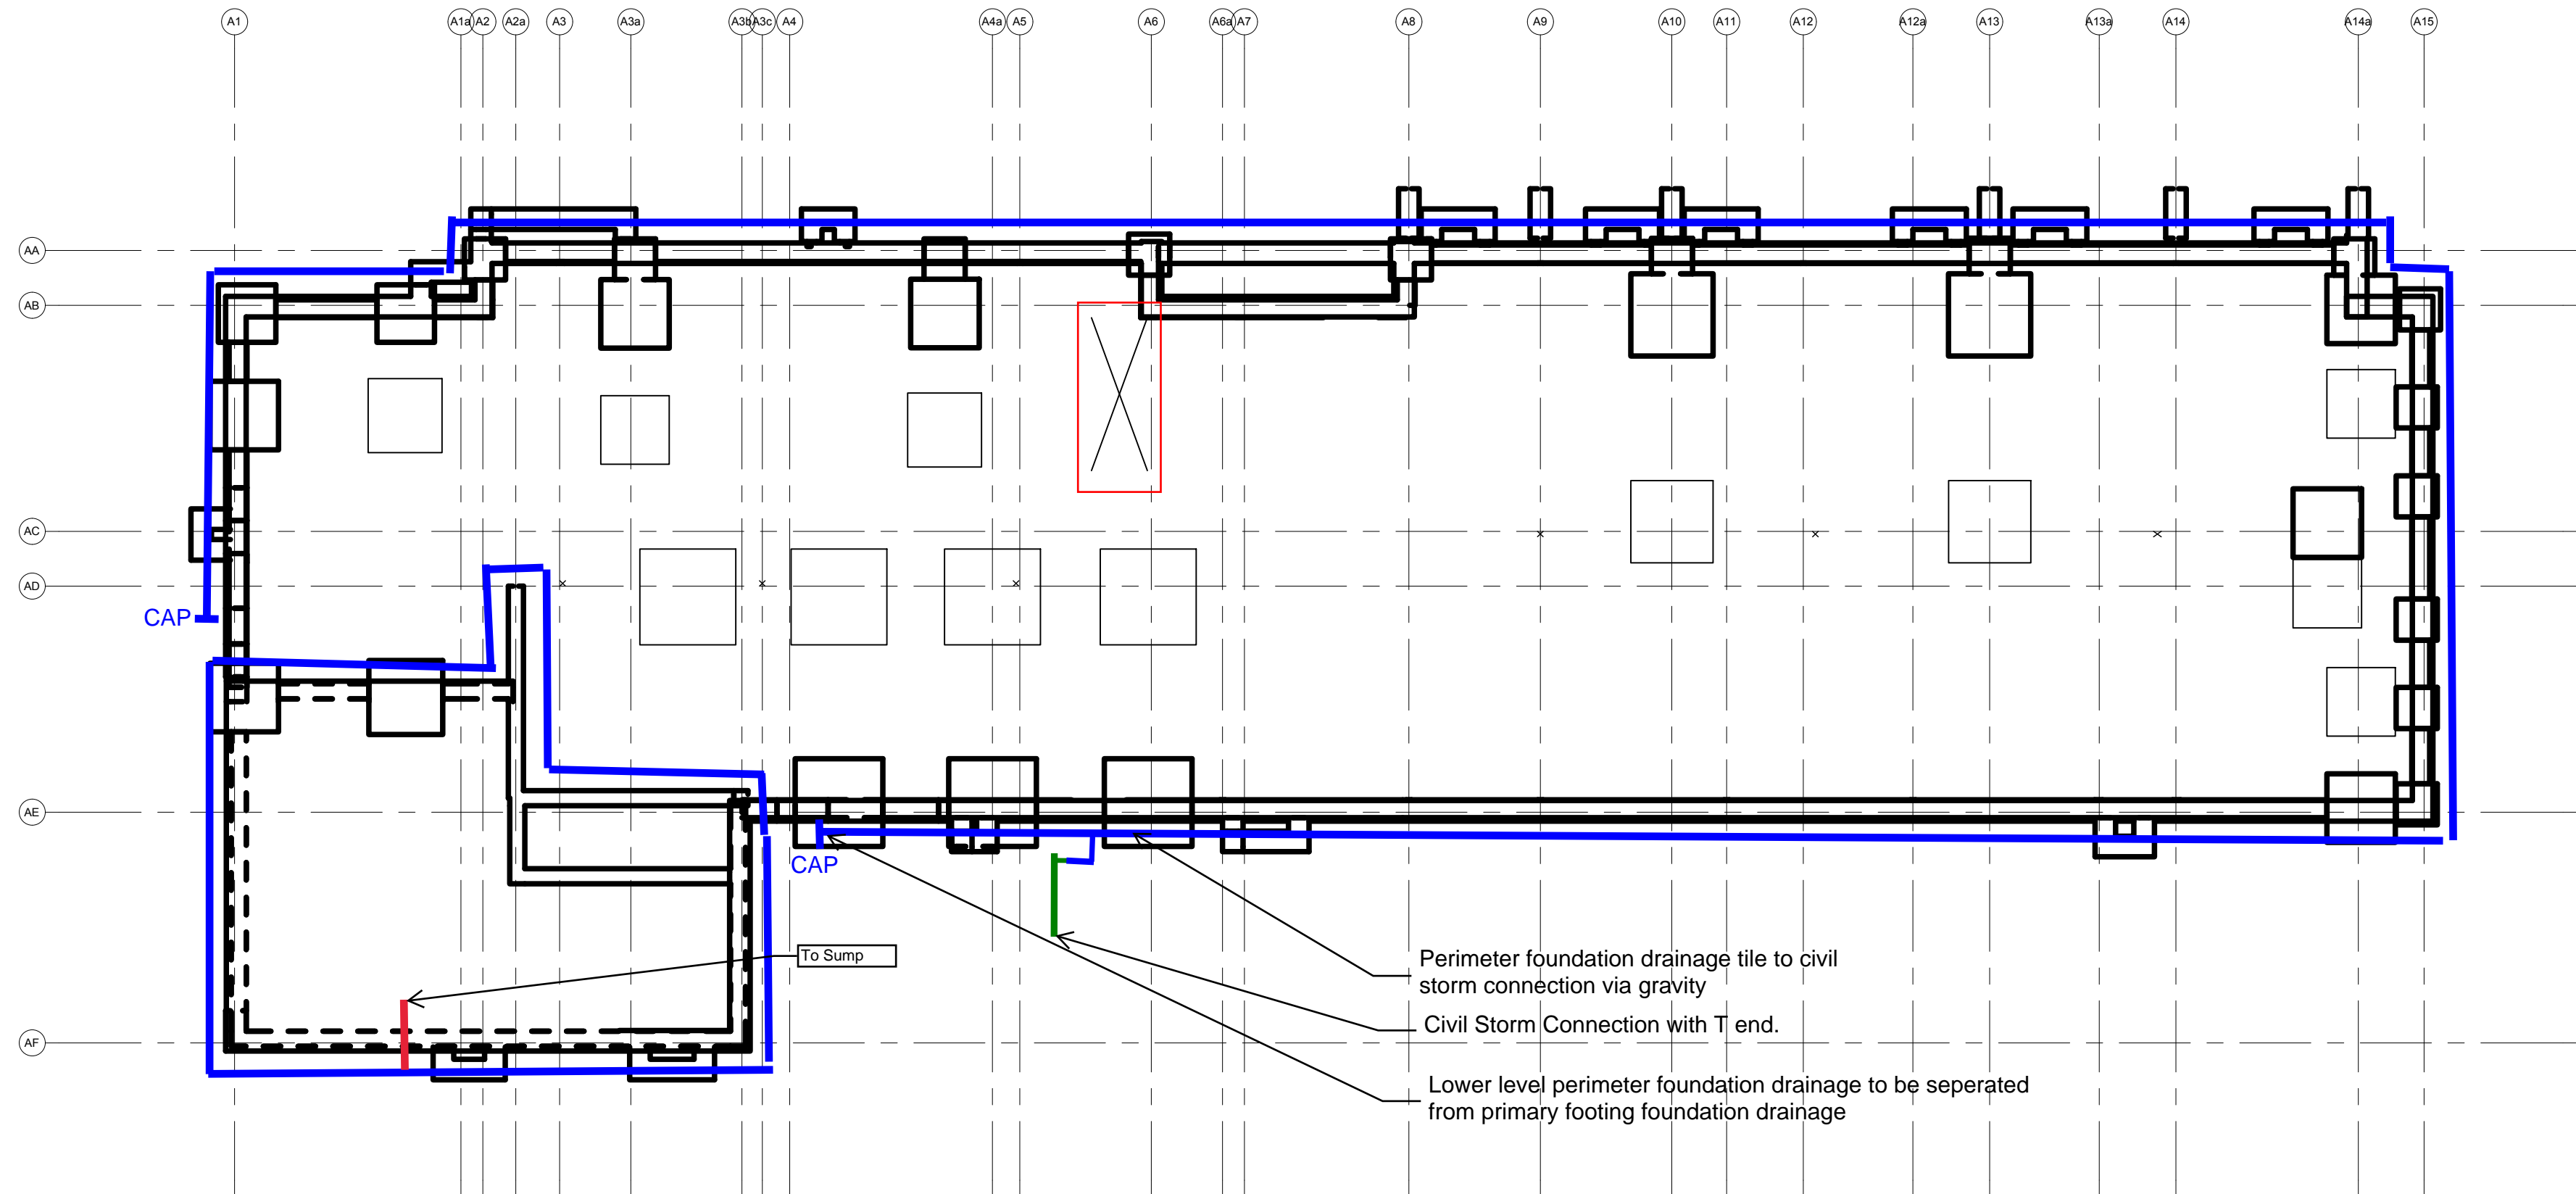 A1
A1a
A2
A2a
A3
A3a
A3b
A3c
A4
A4a
A5
A6
A6a
A7
A8
A9
A10
A11
A12
A12a
A13
A13a
A14
A14a
A15
AA
AB
AC
AD
CAP
AE
CAP
To Sump
Perimeter foundation drainage tile to civil
storm connection via gravity
Civil Storm Connection with T end.
AF
Lower level perimeter foundation drainage to be seperated
from primary footing foundation drainage